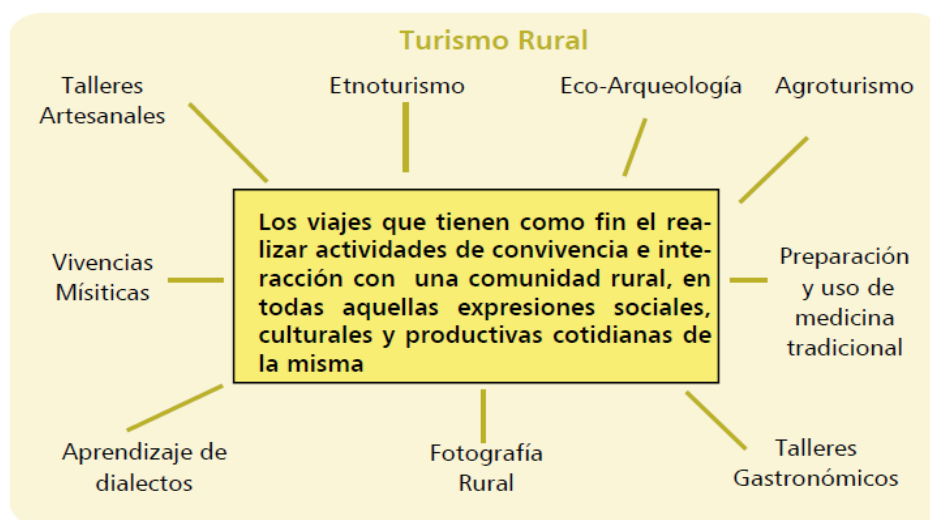 Turismo Rural
Talleres
Artesanales
Etnoturismo
Eco-Arqueología
Agroturismo
Los viajes que tienen como fin el rea-
lizar actividades de convivencia e inte-
racción con una comunidad rural, en
todas aquellas expresiones sociales,
culturales y productivas cotidianas de
la misma
Vivencias
Mísiticas
Preparación
y uso de
medicina
tradicional
Aprendizaje de
dialectos
Fotografía
Rural
Talleres
Gastronómicos